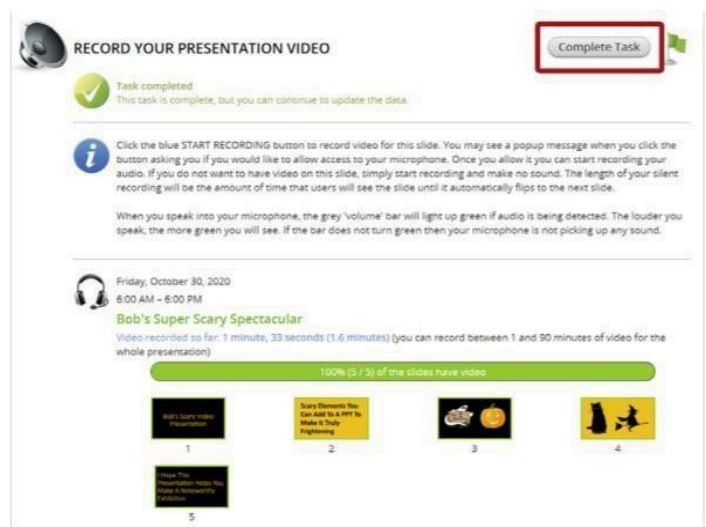 RECORD YOUR PRESENTATION VIDEO
Complete Task
Task completed
This task is complete, but you can continue to update the data.
Click the blue START RECORDING button to record video for this slide. You may see a popup message when you click the
button asking you if you would like to allow access to your microphone. Once you allow it you can start recording your
audio. If you do not want to have video on this slide, simply start recording and make no sound. The length of your silent
recording will be the amount of time that users will see the slide until it automatically flips to the next slide.
When you speak into your microphone, the grey 'volume' bar will light up green if audio is being detected. The louder you
speak, the more green you will see. If the bar does not turn green then your microphone is not picking up any sound.
Friday, October 30, 2020
6:00 AM – 6:00 PM
Bob's Super Scary Spectacular
Video recorded so far: 1 minute, 33 seconds (1.6 minutes) (you can record between 1 and 90 minutes of video for the
whole presentation)
100% (5 / 5) of the slides have video
Bob's Scary Video
Presentation
1
Scary Elements You
Can Add To A PPT To
Make It Truly
Frightening
2
3
4
I Hope This
Presentation Helps You
Make A Noteworthy
Exhibition
5